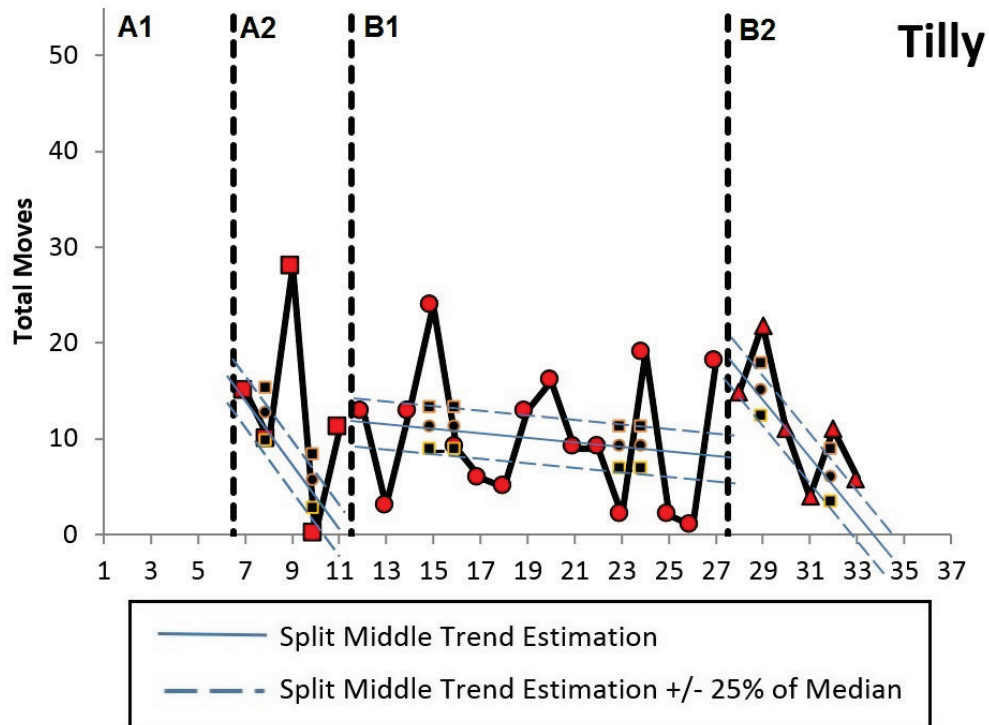 A1 A2 B1 B2
Tilly
50
40
30
20
10
0
Total Moves
1 3 5 7 9 11 13 15 17 19 21 23 25 27 29 31 33 35 37
Split Middle Trend Estimation
Split Middle Trend Estimation +/- 25% of Median